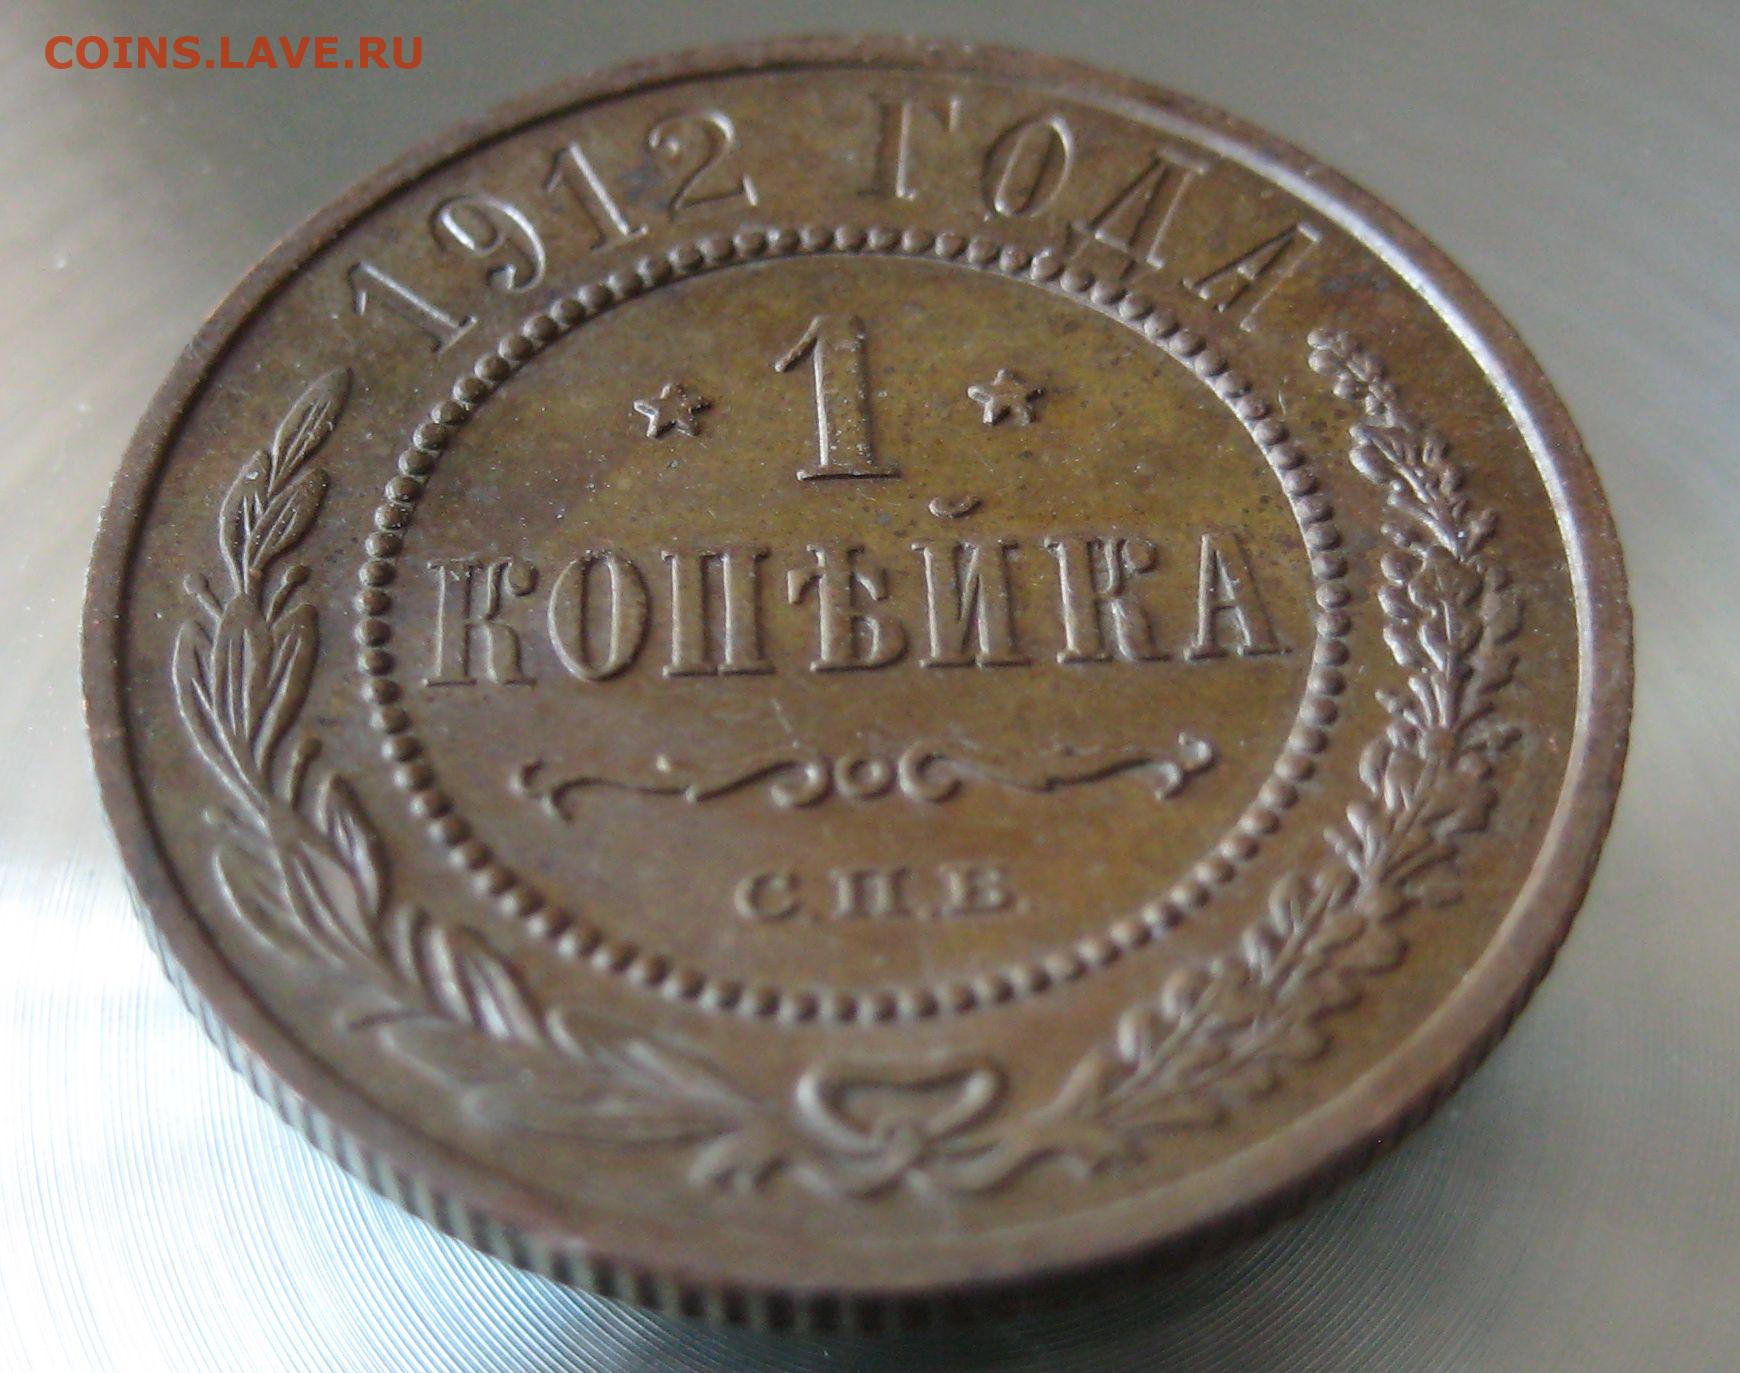 COINS.LAVE.RU
1912 ГОДА
1
КОПѢЙКА
С.П.Б.